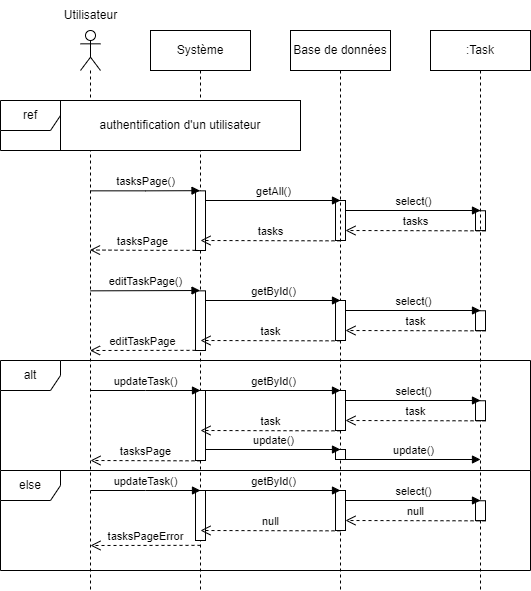 Utilisateur
Système
Base de données
:Task
ref
authentification d'un utilisateur
tasksPage()
getAll()
select()
tasks
tasks
tasksPage
editTaskPage()
getById()
select()
task
task
editTaskPage
alt
updateTask()
getById()
select()
task
task
update()
update()
tasksPage
else
updateTask()
getById()
select()
null
null
tasksPageError